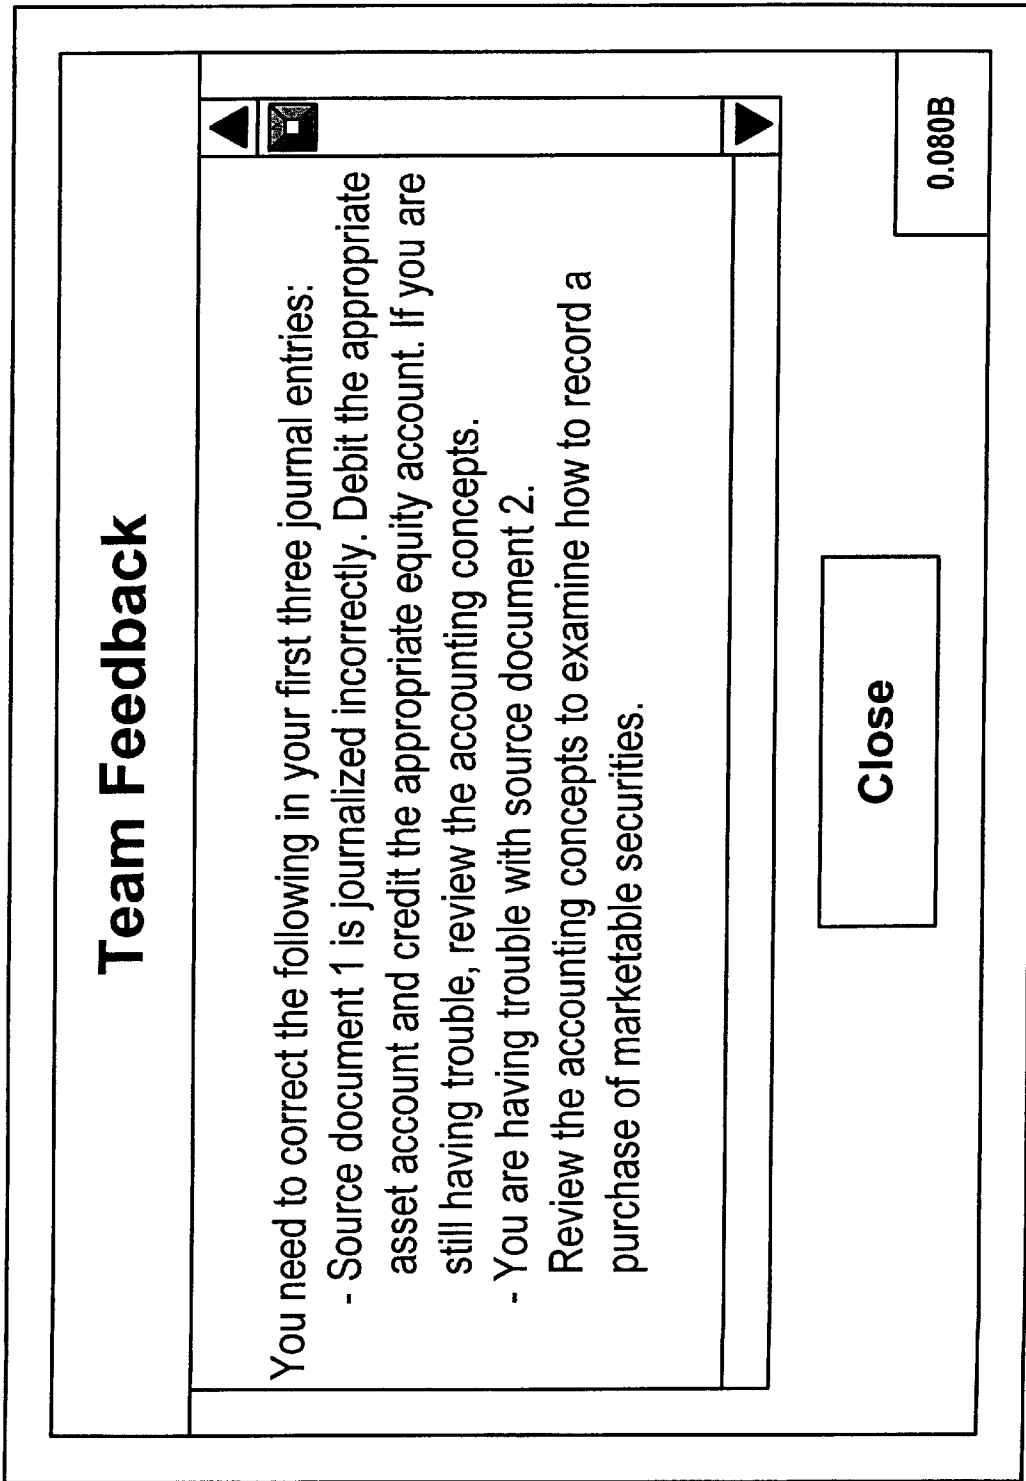 Team Feedback
You need to correct the following in your first three journal entries:
- Source document 1 is journalized incorrectly. Debit the appropriate
asset account and credit the appropriate equity account. If you are
still having trouble, review the accounting concepts.
- You are having trouble with source document 2.
Review the accounting concepts to examine how to record a
purchase of marketable securities.
Close
0.080B